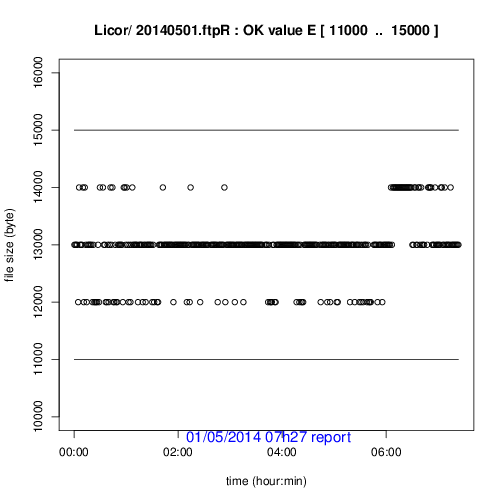 Licor/ 20140501.ftpR : OK value E [ 11000 .. 15000 ]
16000
15000
14000
13000
12000
11000
10000
file size (byte)
01/05/2014 07h27 report
00:00 02:00 04:00 06:00
time (hour:min)